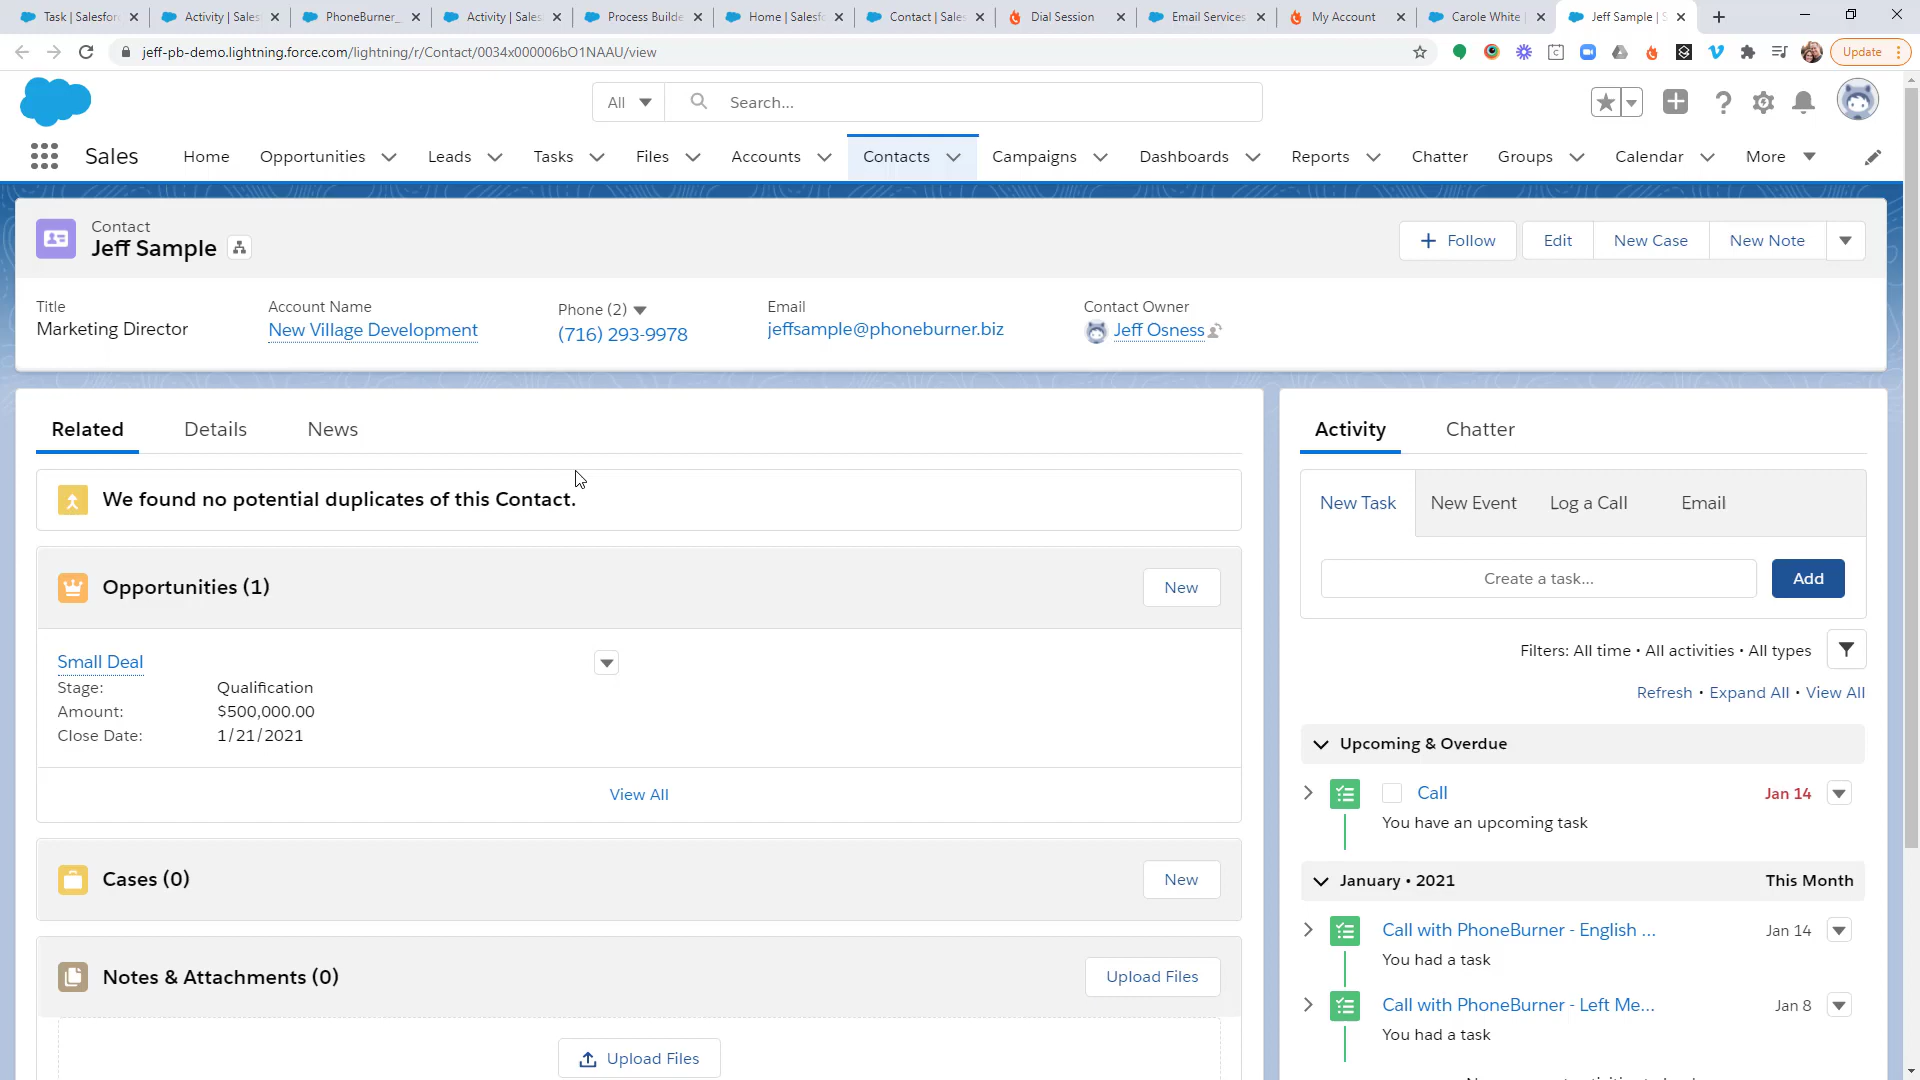 Task | Salesfor
Activity | Sales
PhoneBurner_
Activity | Sales
Process Builde
Home | Salesfo
Contact | Sales
Dial Session
Email Services
My Account
Carole White |
Jeff Sample | S
jeff-pb-demo.lightning.force.com/lightning/r/Contact/0034x000006bO1NAAU/view
Update
All
Search...
Sales
Home
Opportunities
Leads
Tasks
Files
Accounts
Contacts
Campaigns
Dashboards
Reports
Chatter
Groups
Calendar
More
Contact
Jeff Sample
Follow
Edit
New Case
New Note
Title
Marketing Director
Account Name
New Village Development
Phone (2)
(716) 293-9978
Email
jeffsample@phoneburner.biz
Contact Owner
Jeff Osness
Related
Details
News
We found no potential duplicates of this Contact.
Opportunities (1)
New
Small Deal
Stage:
Qualification
Amount:
$500,000.00
Close Date:
1/21/2021
View All
Cases (0)
New
Notes & Attachments (0)
Upload Files
Upload Files
Activity
Chatter
New Task
New Event
Log a Call
Email
Create a task...
Add
Filters: All time • All activities • All types
Refresh • Expand All • View All
Upcoming & Overdue
Call
Jan 14
You have an upcoming task
January • 2021
This Month
Call with PhoneBurner - English ...
Jan 14
You had a task
Call with PhoneBurner - Left Me...
Jan 8
You had a task